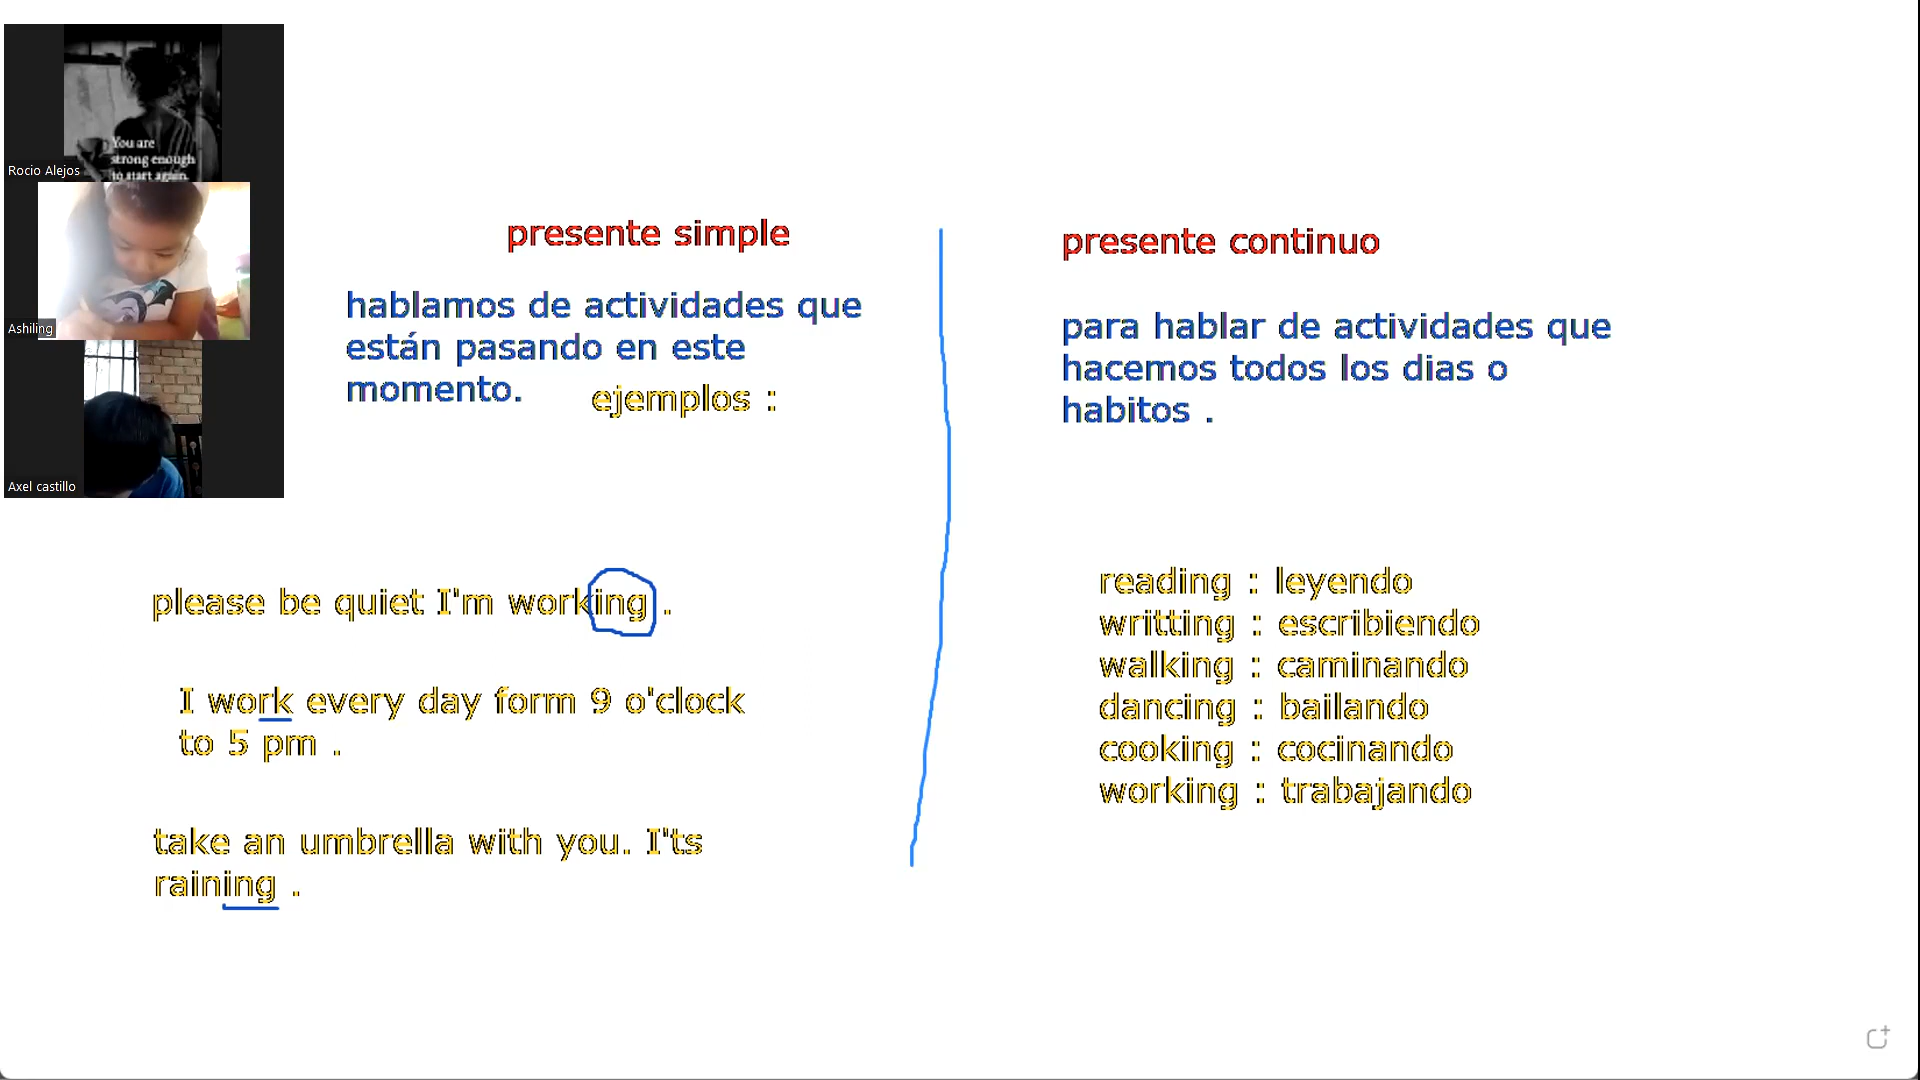 You are
strong enough
to start again.
Rocio Alejos
Ashiling
Axel castillo
presente simple
hablamos de actividades que
están pasando en este
momento.
ejemplos :
please be quiet I'm working .
I work every day form 9 o'clock
to 5 pm .
take an umbrella with you. I'ts
raining .
presente continuo
para hablar de actividades que
hacemos todos los dias o
habitos .
reading : leyendo
writting : escribiendo
walking : caminando
dancing : bailando
cooking : cocinando
working : trabajando